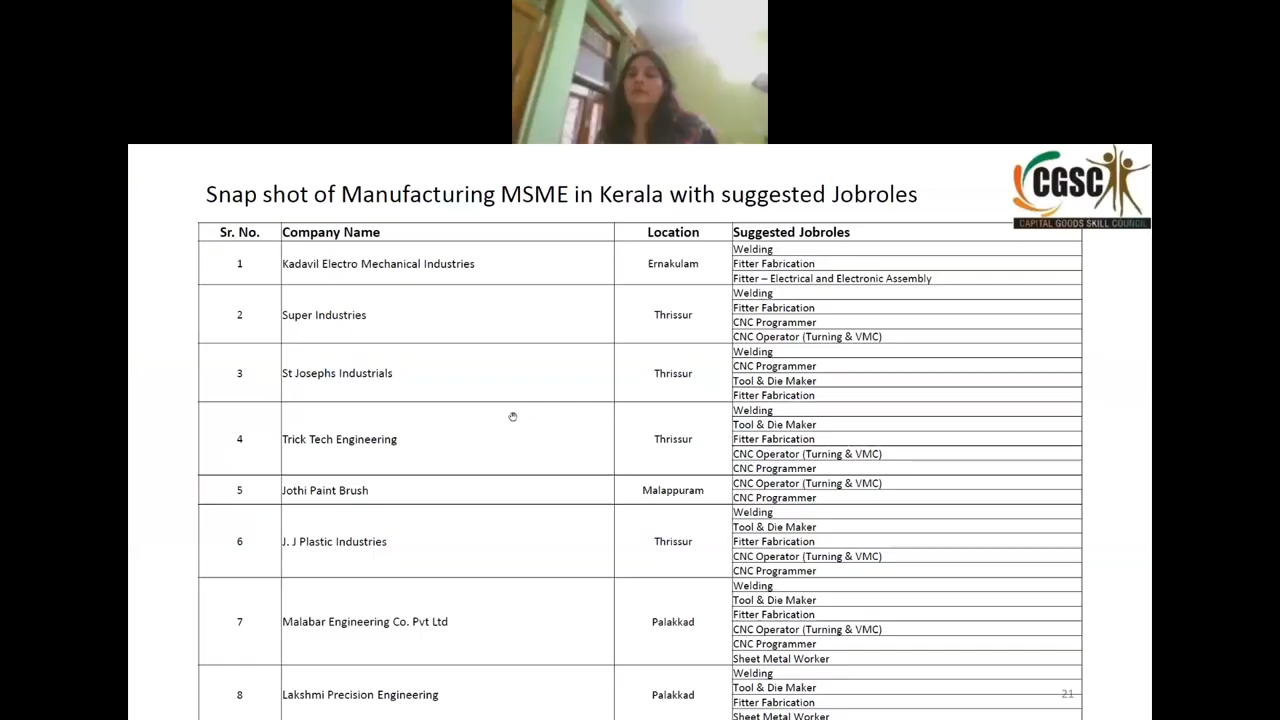 CGSC
CAPITAL GOODS SKILL COUNCIL
Snap shot of Manufacturing MSME in Kerala with suggested Jobroles
Sr. No. Company Name Location Suggested Jobroles
1 Kadavil Electro Mechanical Industries Ernakulam
Welding
Fitter Fabrication
Fitter – Electrical and Electronic Assembly
2 Super Industries Thrissur
Welding
Fitter Fabrication
CNC Programmer
CNC Operator (Turning & VMC)
3 St Josephs Industrials Thrissur
Welding
CNC Programmer
Tool & Die Maker
Fitter Fabrication
4 Trick Tech Engineering Thrissur
Welding
Tool & Die Maker
Fitter Fabrication
CNC Operator (Turning & VMC)
CNC Programmer
5 Jothi Paint Brush Malappuram
CNC Operator (Turning & VMC)
CNC Programmer
6 J. J Plastic Industries Thrissur
Welding
Tool & Die Maker
Fitter Fabrication
CNC Operator (Turning & VMC)
CNC Programmer
7 Malabar Engineering Co. Pvt Ltd Palakkad
Welding
Tool & Die Maker
Fitter Fabrication
CNC Operator (Turning & VMC)
CNC Programmer
Sheet Metal Worker
8 Lakshmi Precision Engineering Palakkad
Welding
Tool & Die Maker
Fitter Fabrication
Sheet Metal Worker
21